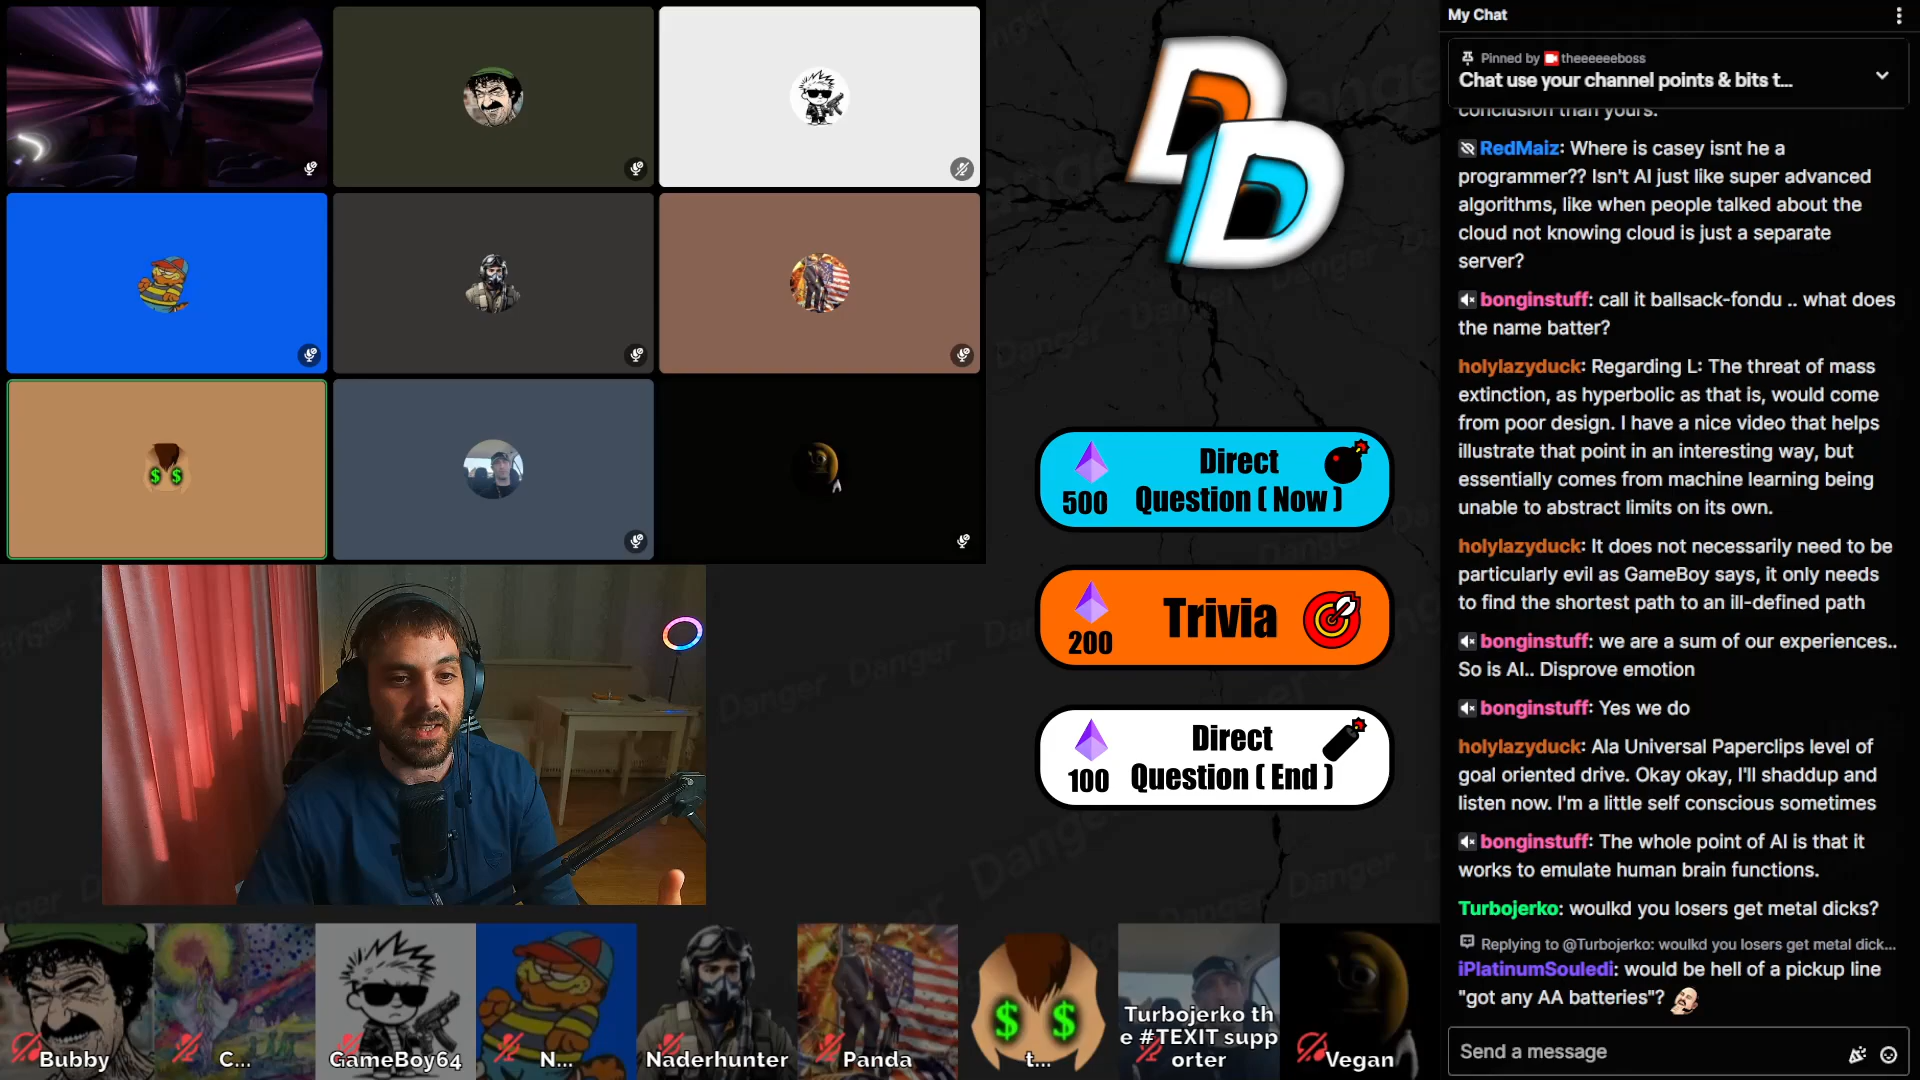 My Chat
Pinned by theeeeeboss
Chat use your channel points & bits t...
conclusion than yours.
RedMaiz: Where is casey isnt he a
programmer?? Isn't AI just like super advanced
algorithms, like when people talked about the
cloud not knowing cloud is just a separate
server?
bonginstuff: call it ballsack-fondu .. what does
the name batter?
holylazyduck: Regarding L: The threat of mass
extinction, as hyperbolic as that is, would come
from poor design. I have a nice video that helps
illustrate that point in an interesting way, but
essentially comes from machine learning being
unable to abstract limits on its own.
holylazyduck: It does not necessarily need to be
particularly evil as GameBoy says, it only needs
to find the shortest path to an ill-defined path
bonginstuff: we are a sum of our experiences..
So is AI.. Disprove emotion
bonginstuff: Yes we do
holylazyduck: Ala Universal Paperclips level of
goal oriented drive. Okay okay, I'll shaddup and
listen now. I'm a little self conscious sometimes
bonginstuff: The whole point of AI is that it
works to emulate human brain functions.
Turbojerko: woulkd you losers get metal dicks?
Replying to @Turbojerko: woulkd you losers get metal dick...
iPlatinumSouledi: would be hell of a pickup line
"got any AA batteries"?
Send a message
DD
500
Direct
Question ( Now )
200
Trivia
100
Direct
Question ( End )
Danger
Danger
Danger
Danger
Danger
Bubby
C...
GameBoy64
N...
Naderhunter
Panda
t...
Turbojerko th
e #TEXIT supp
orter
Vegan
$ $
$ $